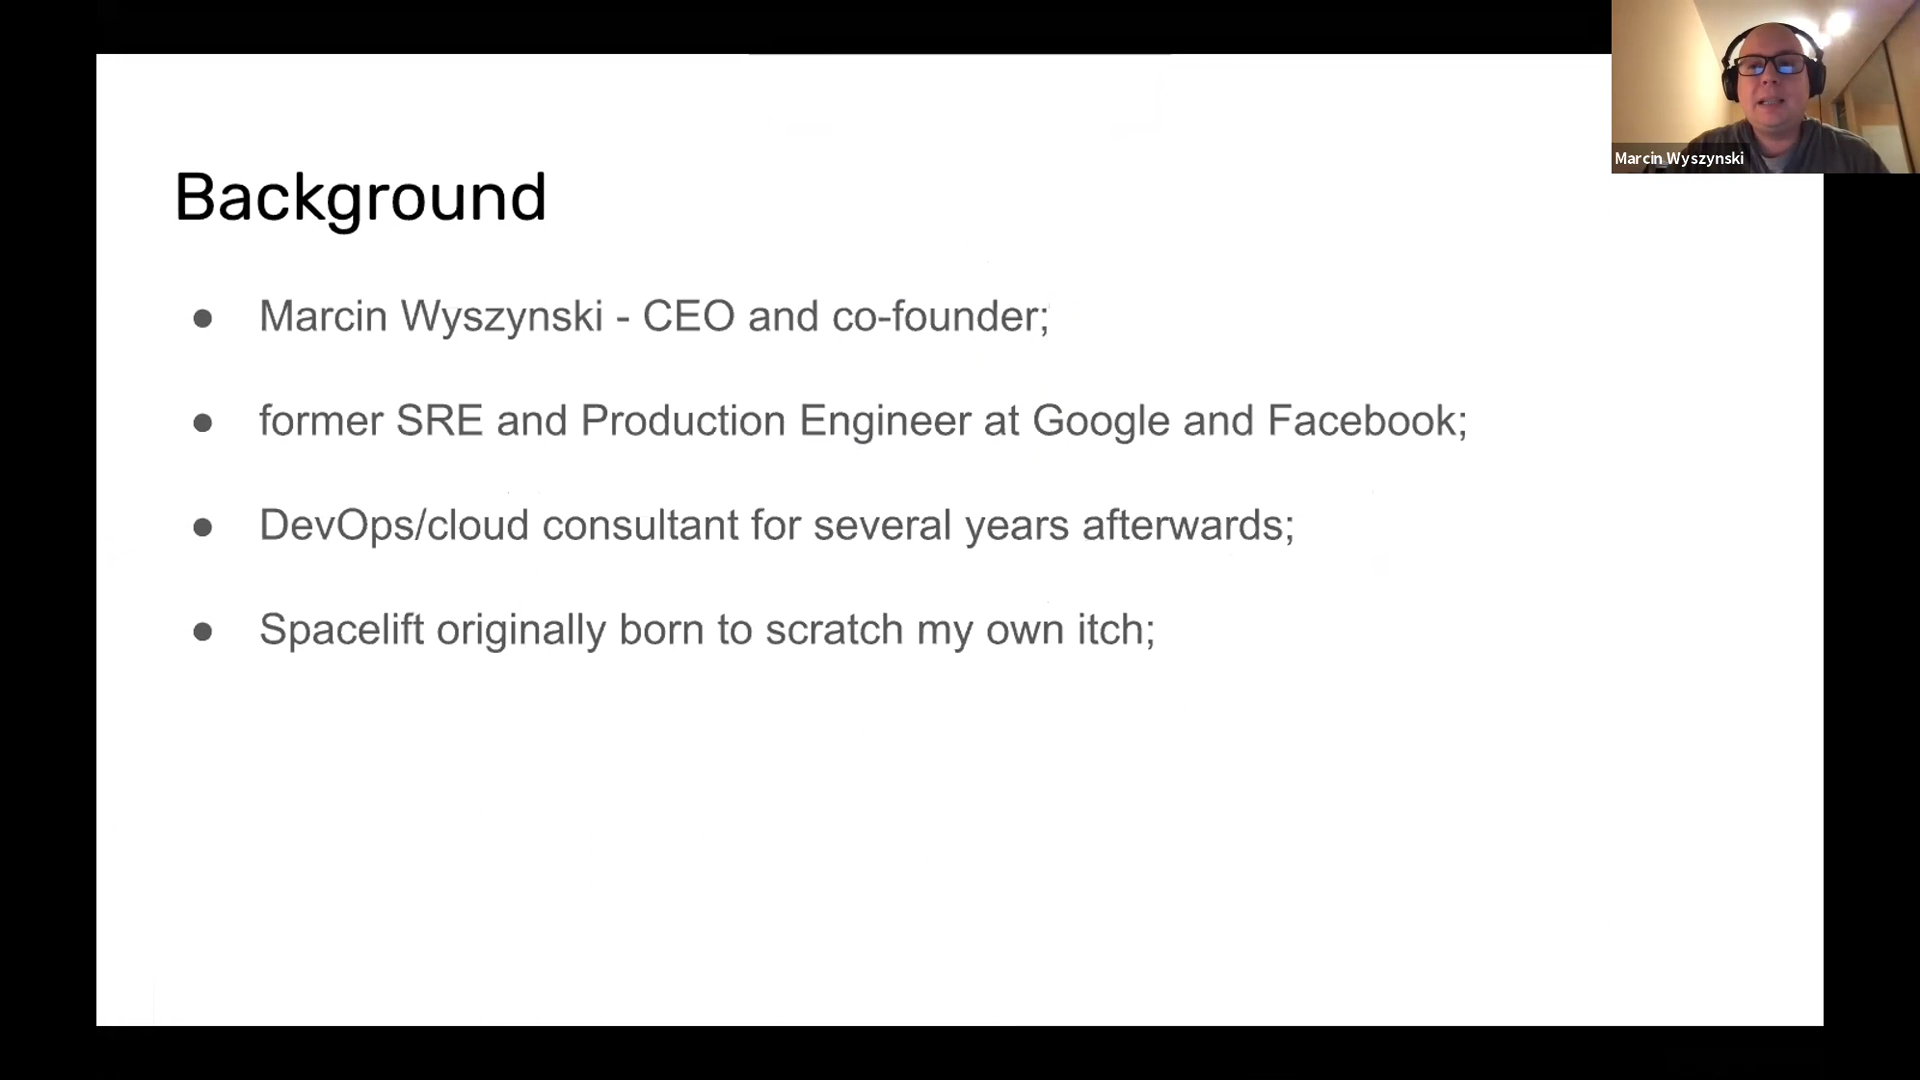 Background
● Marcin Wyszynski - CEO and co-founder;
● former SRE and Production Engineer at Google and Facebook;
● DevOps/cloud consultant for several years afterwards;
● Spacelift originally born to scratch my own itch;
Marcin Wyszynski